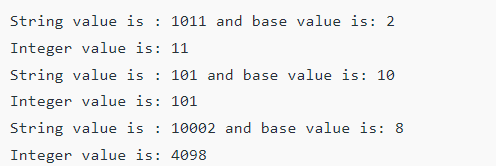 String value is : 1011 and base value is: 2
Integer value is: 11
String value is : 101 and base value is: 10
Integer value is: 101
String value is : 10002 and base value is: 8
Integer value is: 4098